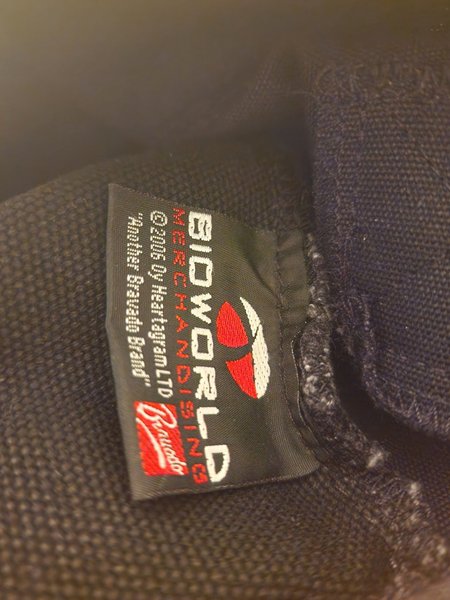 BIOWORLD
MERCHANDISING
©2006 Oy Heartagram LTD
"Another Bravado Brand"
Bravado